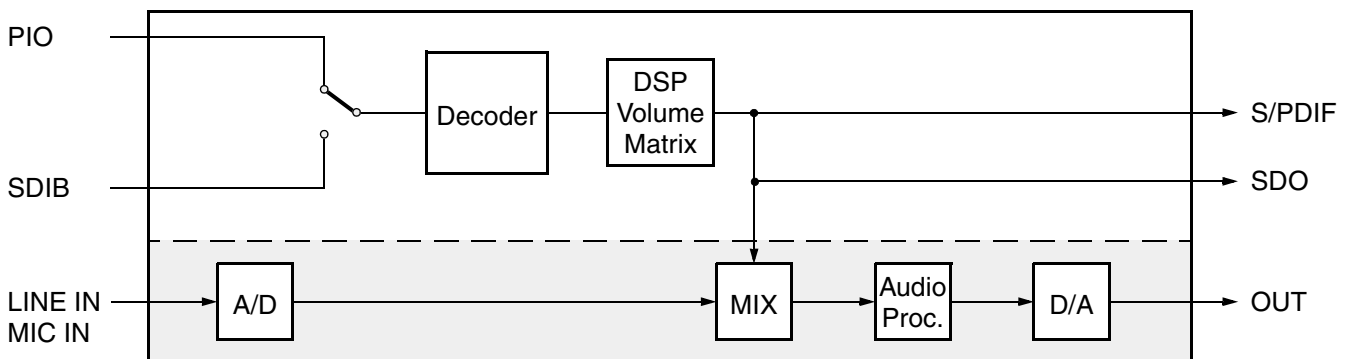 PIO
Decoder
DSP
Volume
Matrix
S/PDIF
SDIB
SDO
LINE IN
MIC IN
A/D
MIX
Audio
Proc.
D/A
OUT